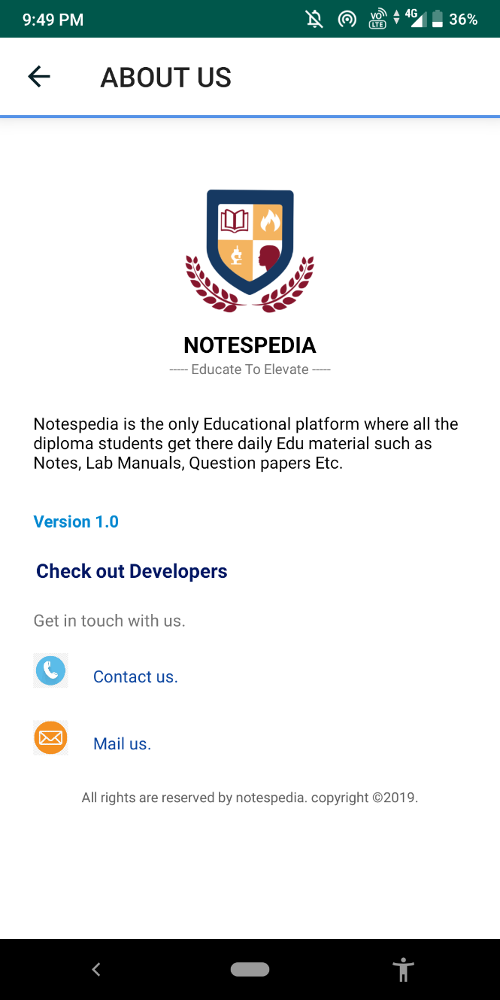 9:49 PM
VO LTE
4G
36%
ABOUT US
NOTESPEDIA
----- Educate To Elevate -----
Notespedia is the only Educational platform where all the
diploma students get there daily Edu material such as
Notes, Lab Manuals, Question papers Etc.
Version 1.0
Check out Developers
Get in touch with us.
Contact us.
Mail us.
All rights are reserved by notespedia. copyright ©2019.